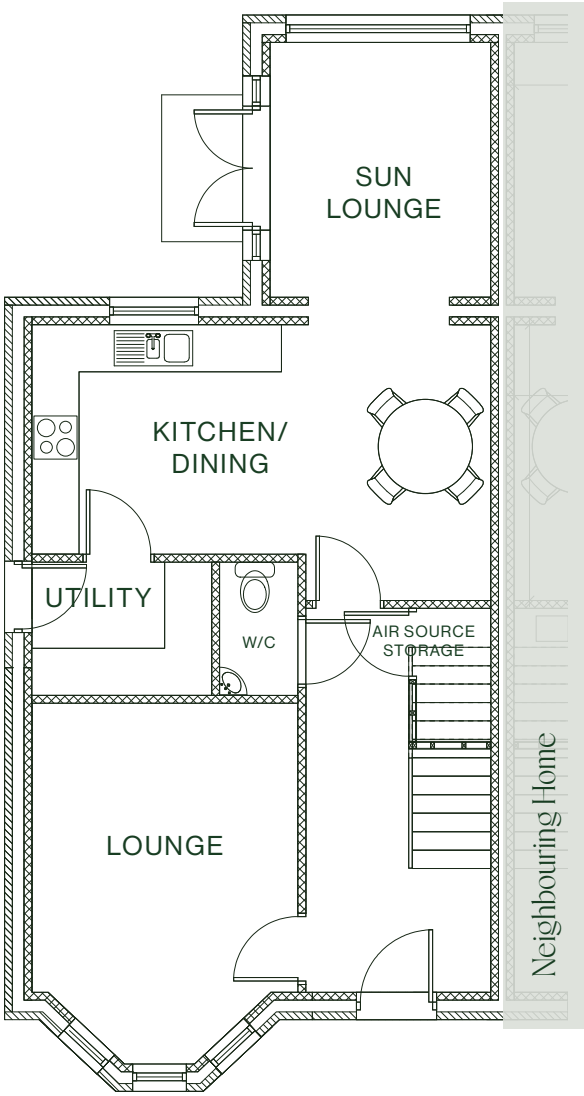 SUN
LOUNGE
KITCHEN/
DINING
UTILITY
W/C
AIR SOURCE
STORAGE
LOUNGE
Neighbouring Home